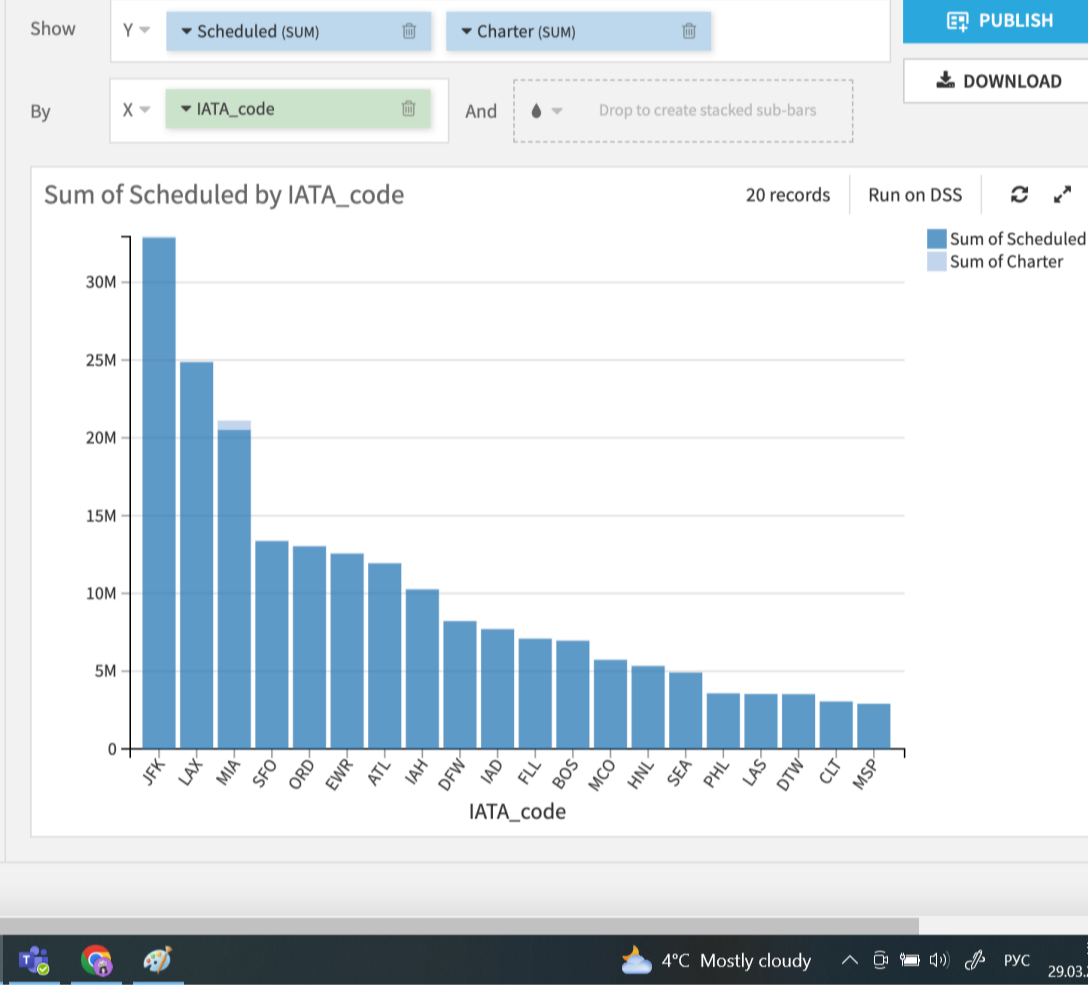 Show Y Scheduled (SUM) Charter (SUM)
PUBLISH
DOWNLOAD
By X IATA_code And Drop to create stacked sub-bars
Sum of Scheduled by IATA_code
20 records Run on DSS
Sum of Scheduled
Sum of Charter
30M
25M
20M
15M
10M
5M
0
JFK LAX MIA SFO ORD EWR ATL IAH DFW IAD FLL BOS MCO HNL SEA PHL LAS DTW CLT MSP
IATA_code
T
4°C Mostly cloudy
РУС
29.03.